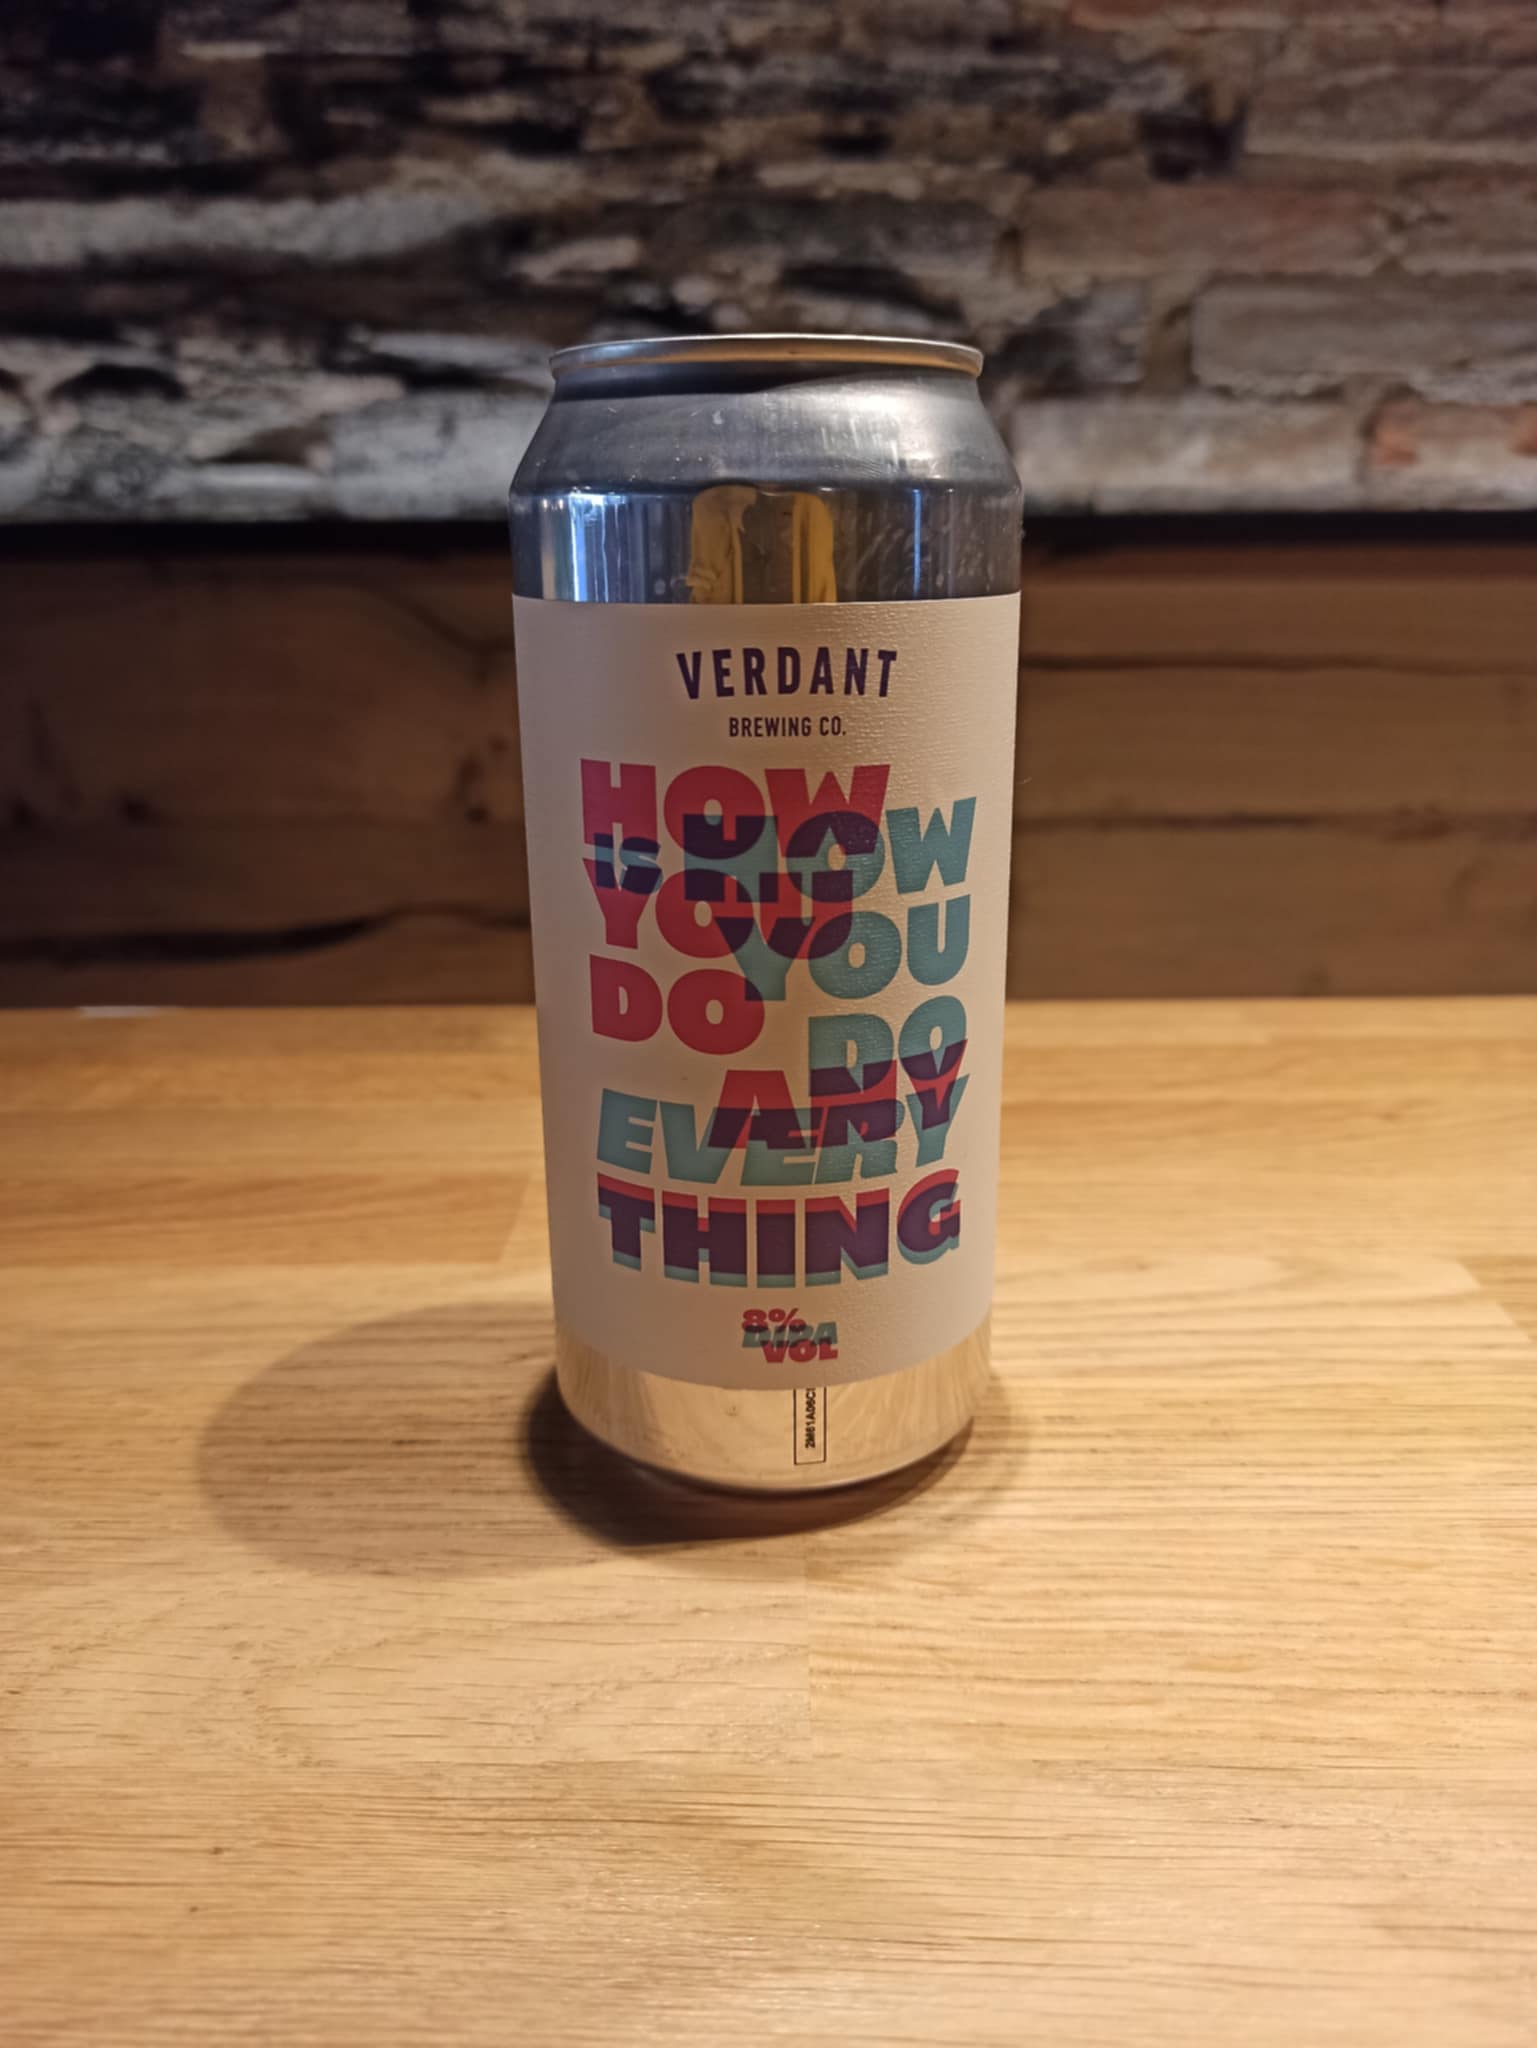 VERDANT
BREWING CO.
HOW
IS HOW
YOU
YOU
DO
DO
ANY
EVERY
THING
8%
DIPA
VOL